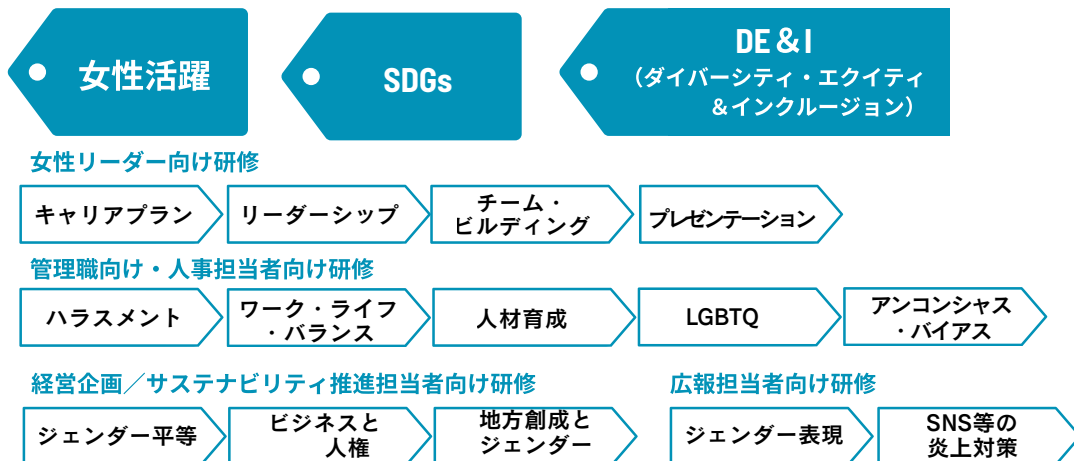 女性活躍
SDGs
DE＆I
（ダイバーシティ・エクイティ
＆インクルージョン）
女性リーダー向け研修
キャリアプラン
リーダーシップ
チーム・
ビルディング
プレゼンテーション
管理職向け・人事担当者向け研修
ハラスメント
ワーク・ライフ
・バランス
人材育成
LGBTQ
アンコンシャス
・バイアス
経営企画／サステナビリティ推進担当者向け研修
ジェンダー平等
ビジネスと
人権
地方創成と
ジェンダー
広報担当者向け研修
ジェンダー表現
SNS等の
炎上対策